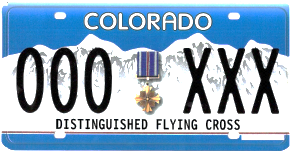 COLORADO
000 XXX
DISTINGUISHED FLYING CROSS